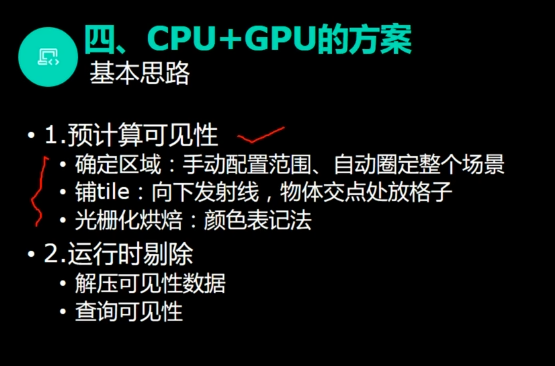 四、CPU+GPU的方案
基本思路
• 1.预计算可见性
• 确定区域：手动配置范围、自动圈定整个场景
• 铺tile：向下发射线，物体交点处放格子
• 光栅化烘焙：颜色表记法
• 2.运行时剔除
• 解压可见性数据
• 查询可见性